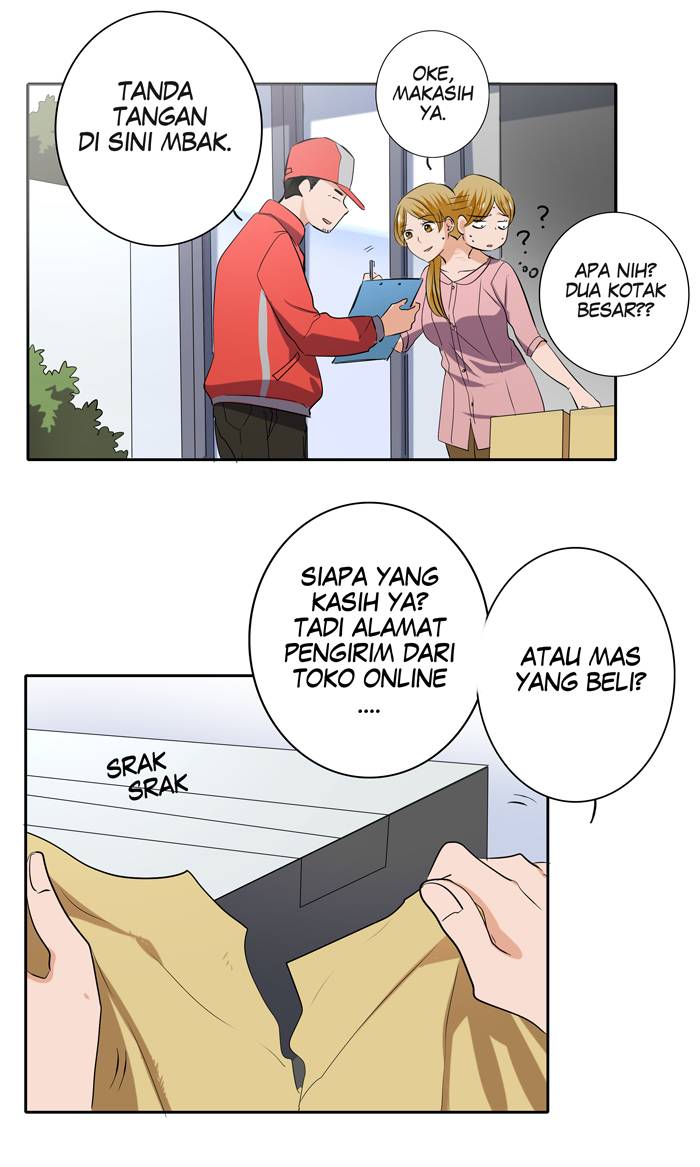 TANDA
TANGAN
DI SINI MBAK.
OKE,
MAKASIH
YA.
?
?
?
APA NIH?
DUA KOTAK
BESAR??
SIAPA YANG
KASIH YA?
TADI ALAMAT
PENGIRIM DARI
TOKO ONLINE
....
ATAU MAS
YANG BELI?
SRAK
SRAK